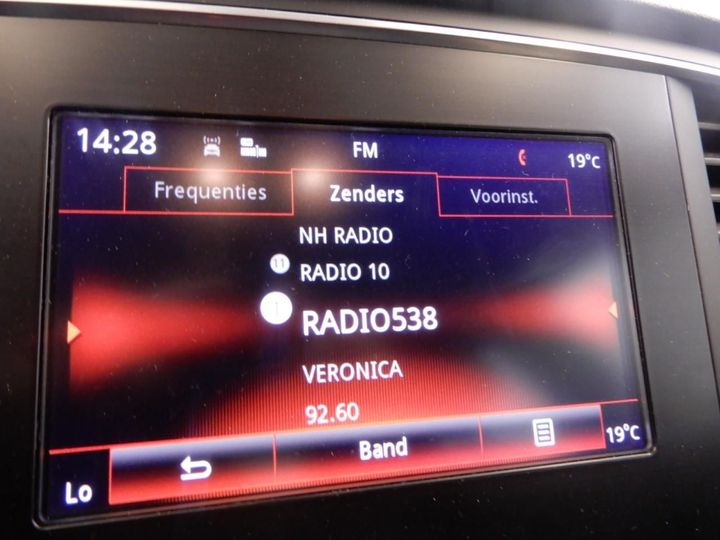 14:28 FM 19°C
Frequenties Zenders Voorinst.
NH RADIO
11 RADIO 10
1 RADIO538
VERONICA
92.60
Lo Band 19°C